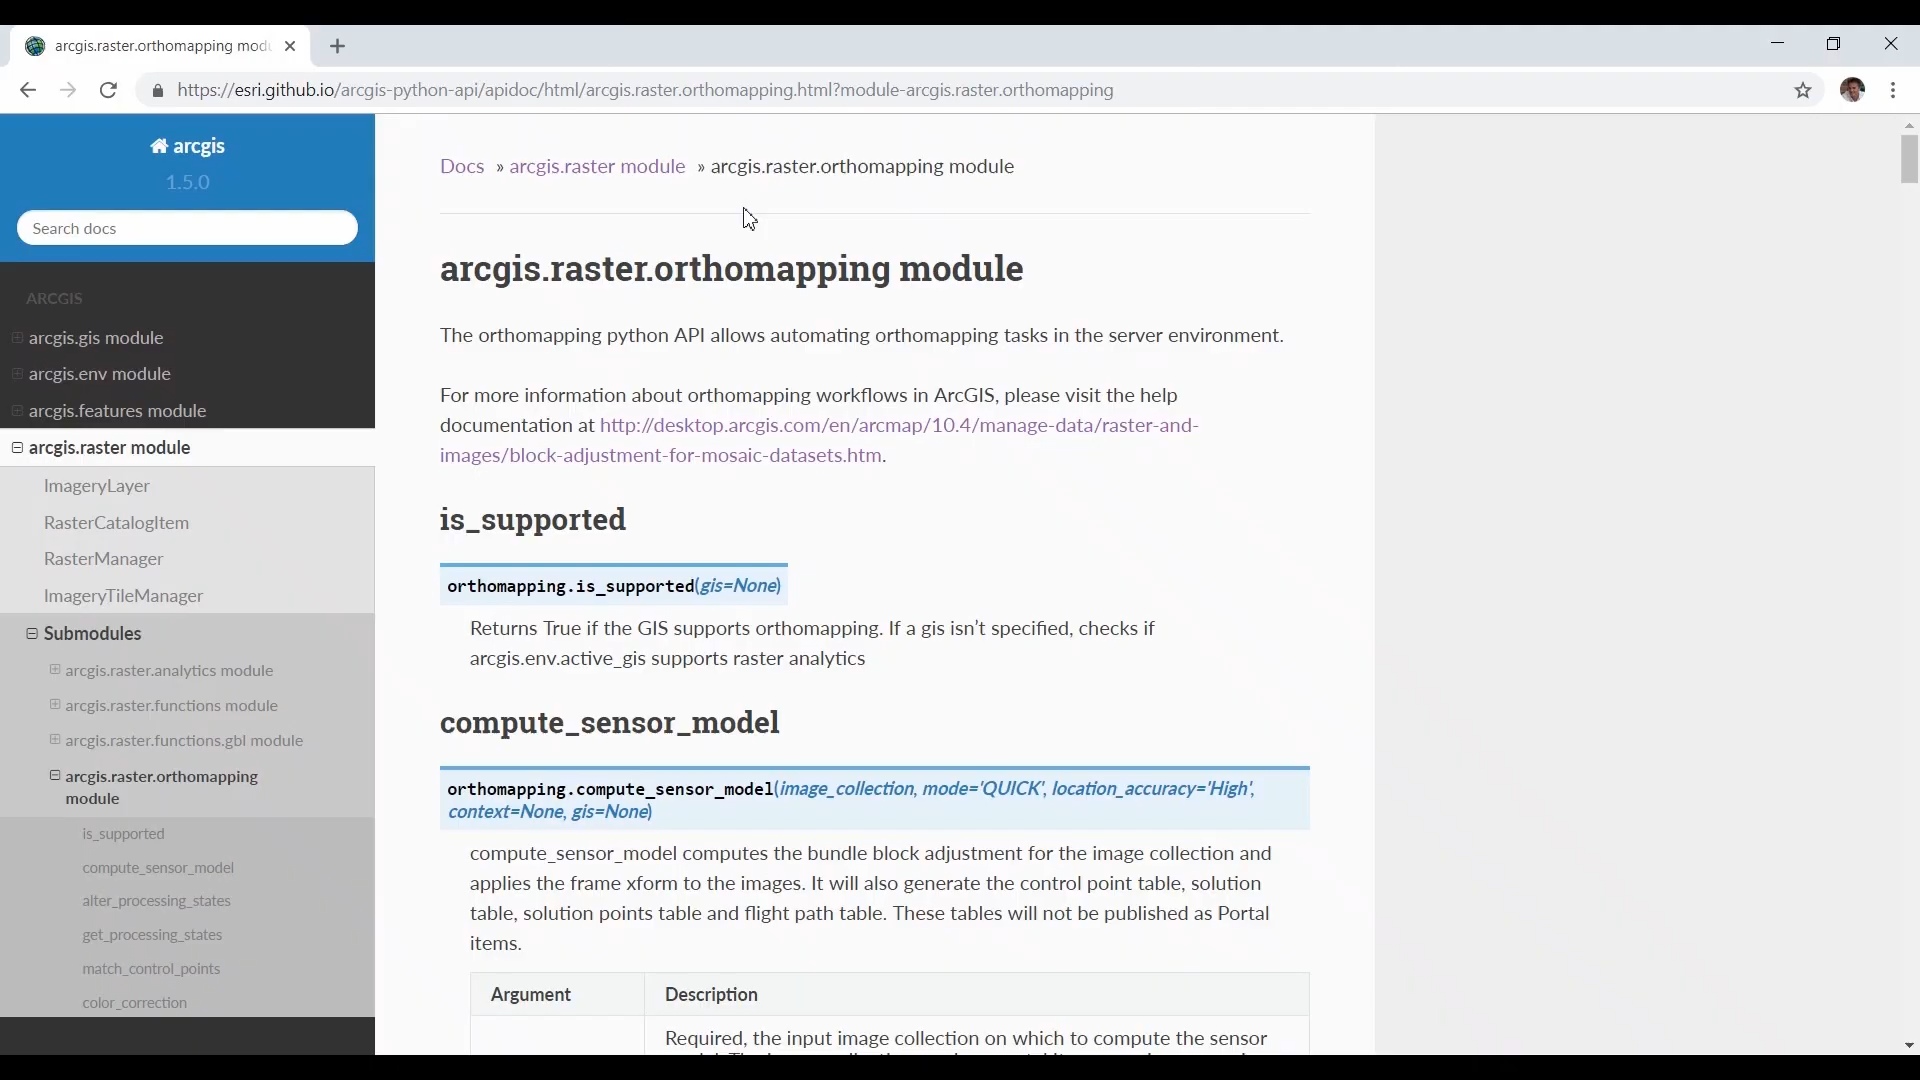 arcgis.raster.orthomapping modu
https://esri.github.io/arcgis-python-api/apidoc/html/arcgis.raster.orthomapping.html?module-arcgis.raster.orthomapping
arcgis
1.5.0
Search docs
ARCGIS
arcgis.gis module
arcgis.env module
arcgis.features module
arcgis.raster module
ImageryLayer
RasterCatalogItem
RasterManager
ImageryTileManager
Submodules
arcgis.raster.analytics module
arcgis.raster.functions module
arcgis.raster.functions.gbl module
arcgis.raster.orthomapping
module
is_supported
compute_sensor_model
alter_processing_states
get_processing_states
match_control_points
color_correction
Docs » arcgis.raster module » arcgis.raster.orthomapping module
arcgis.raster.orthomapping module
The orthomapping python API allows automating orthomapping tasks in the server environment.
For more information about orthomapping workflows in ArcGIS, please visit the help
documentation at http://desktop.arcgis.com/en/arcmap/10.4/manage-data/raster-and-
images/block-adjustment-for-mosaic-datasets.htm.
is_supported
orthomapping.is_supported(gis=None)
Returns True if the GIS supports orthomapping. If a gis isn't specified, checks if
arcgis.env.active_gis supports raster analytics
compute_sensor_model
orthomapping.compute_sensor_model(image_collection, mode='QUICK', location_accuracy='High',
context=None, gis=None)
compute_sensor_model computes the bundle block adjustment for the image collection and
applies the frame xform to the images. It will also generate the control point table, solution
table, solution points table and flight path table. These tables will not be published as Portal
items.
Argument Description
Required, the input image collection on which to compute the sensor